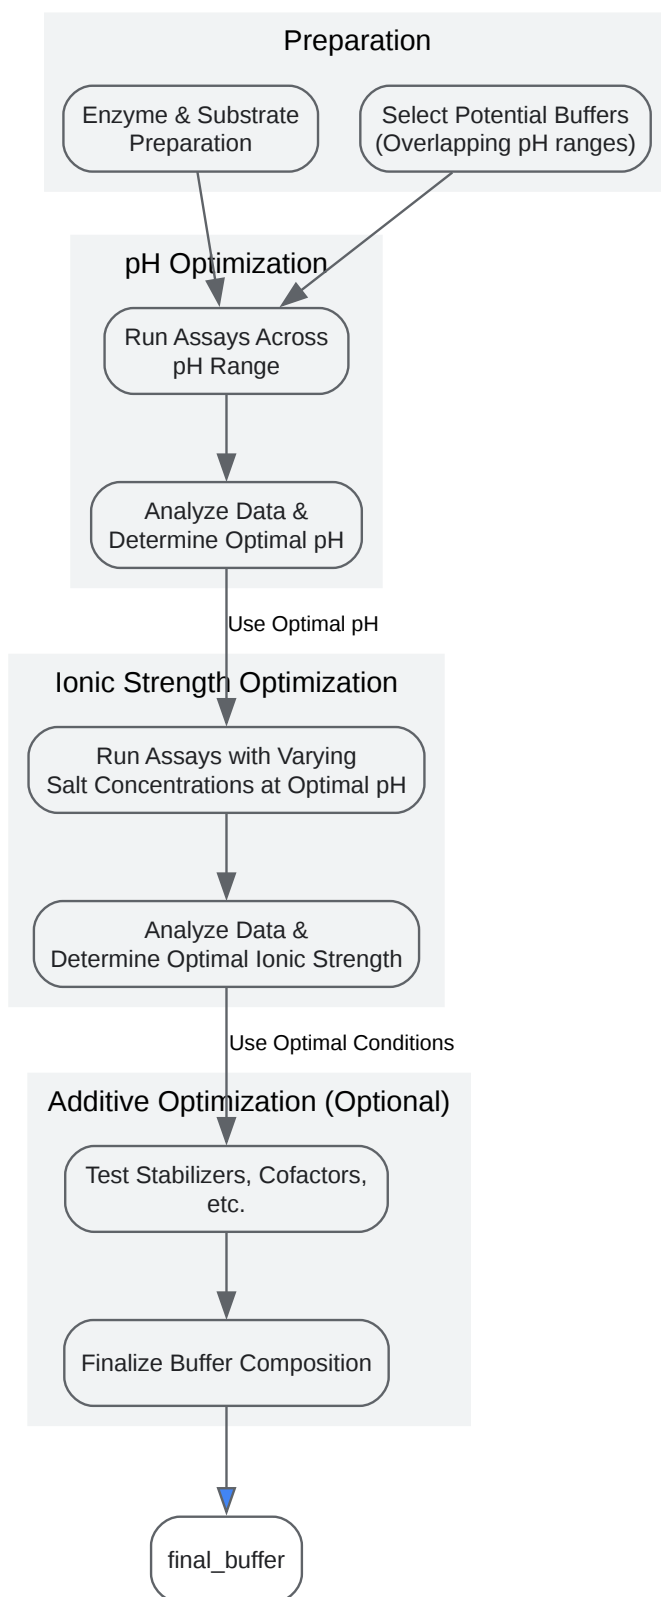 Preparation
Enzyme & Substrate
Preparation
Select Potential Buffers
(Overlapping pH ranges)
pH Optimization
Run Assays Across
pH Range
Analyze Data &
Determine Optimal pH
Use Optimal pH
Ionic Strength Optimization
Run Assays with Varying
Salt Concentrations at Optimal pH
Analyze Data &
Determine Optimal Ionic Strength
Use Optimal Conditions
Additive Optimization (Optional)
Test Stabilizers, Cofactors,
etc.
Finalize Buffer Composition
final_buffer